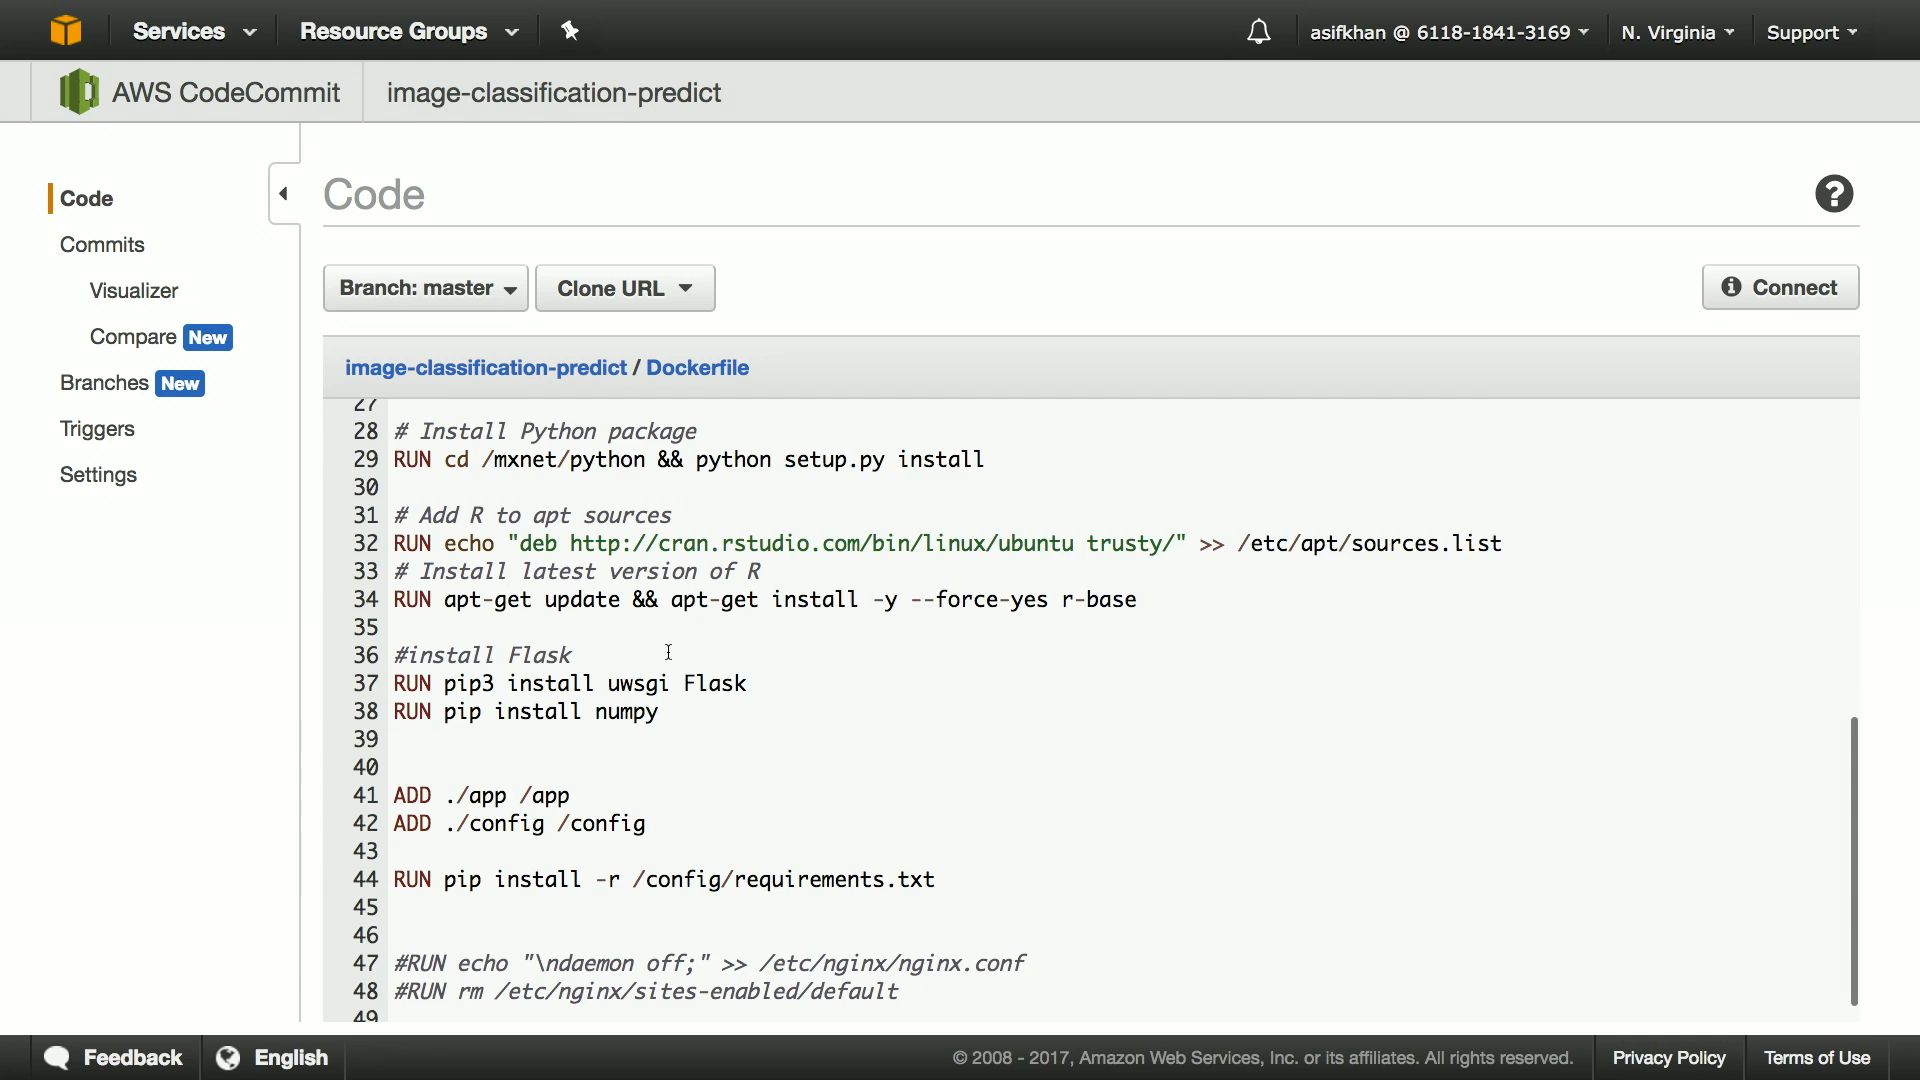 Services Resource Groups asifkhan @ 6118-1841-3169 N. Virginia Support
AWS CodeCommit image-classification-predict
Code
Commits
Visualizer
Compare New
Branches New
Triggers
Settings
Code
?
Branch: master Clone URL Connect
image-classification-predict / Dockerfile
27
28 # Install Python package
29 RUN cd /mxnet/python && python setup.py install
30
31 # Add R to apt sources
32 RUN echo "deb http://cran.rstudio.com/bin/linux/ubuntu trusty/" >> /etc/apt/sources.list
33 # Install latest version of R
34 RUN apt-get update && apt-get install -y --force-yes r-base
35
36 #install Flask
37 RUN pip3 install uwsgi Flask
38 RUN pip install numpy
39
40
41 ADD ./app /app
42 ADD ./config /config
43
44 RUN pip install -r /config/requirements.txt
45
46
47 #RUN echo "\ndaemon off;" >> /etc/nginx/nginx.conf
48 #RUN rm /etc/nginx/sites-enabled/default
49
Feedback English © 2008 - 2017, Amazon Web Services, Inc. or its affiliates. All rights reserved. Privacy Policy Terms of Use